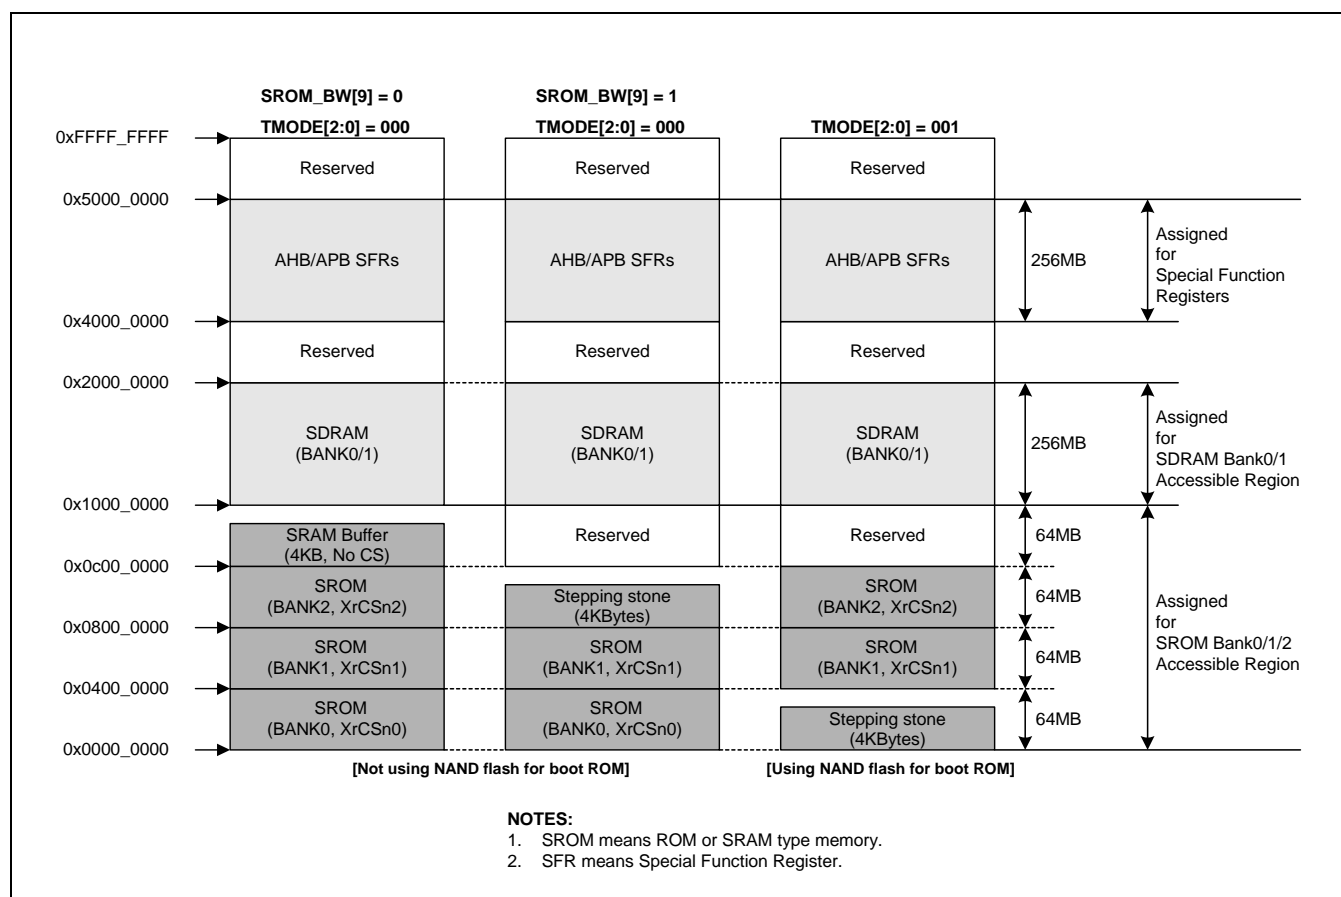 SROM_BW[9] = 0
SROM_BW[9] = 1
TMODE[2:0] = 000
TMODE[2:0] = 000
TMODE[2:0] = 001
0xFFFF_FFFF
Reserved
Reserved
Reserved
0x5000_0000
AHB/APB SFRs
AHB/APB SFRs
AHB/APB SFRs
256MB
Assigned
for
Special Function
Registers
0x4000_0000
Reserved
Reserved
Reserved
0x2000_0000
SDRAM
(BANK0/1)
SDRAM
(BANK0/1)
SDRAM
(BANK0/1)
256MB
Assigned
for
SDRAM Bank0/1
Accessible Region
0x1000_0000
SRAM Buffer
(4KB, No CS)
Reserved
Reserved
64MB
0x0c00_0000
SROM
(BANK2, XrCSn2)
Stepping stone
(4KBytes)
SROM
(BANK2, XrCSn2)
64MB
Assigned
for
SROM Bank0/1/2
Accessible Region
0x0800_0000
SROM
(BANK1, XrCSn1)
SROM
(BANK1, XrCSn1)
SROM
(BANK1, XrCSn1)
64MB
0x0400_0000
SROM
(BANK0, XrCSn0)
SROM
(BANK0, XrCSn0)
Stepping stone
(4KBytes)
64MB
0x0000_0000
[Not using NAND flash for boot ROM]
[Using NAND flash for boot ROM]
NOTES:
1. SROM means ROM or SRAM type memory.
2. SFR means Special Function Register.